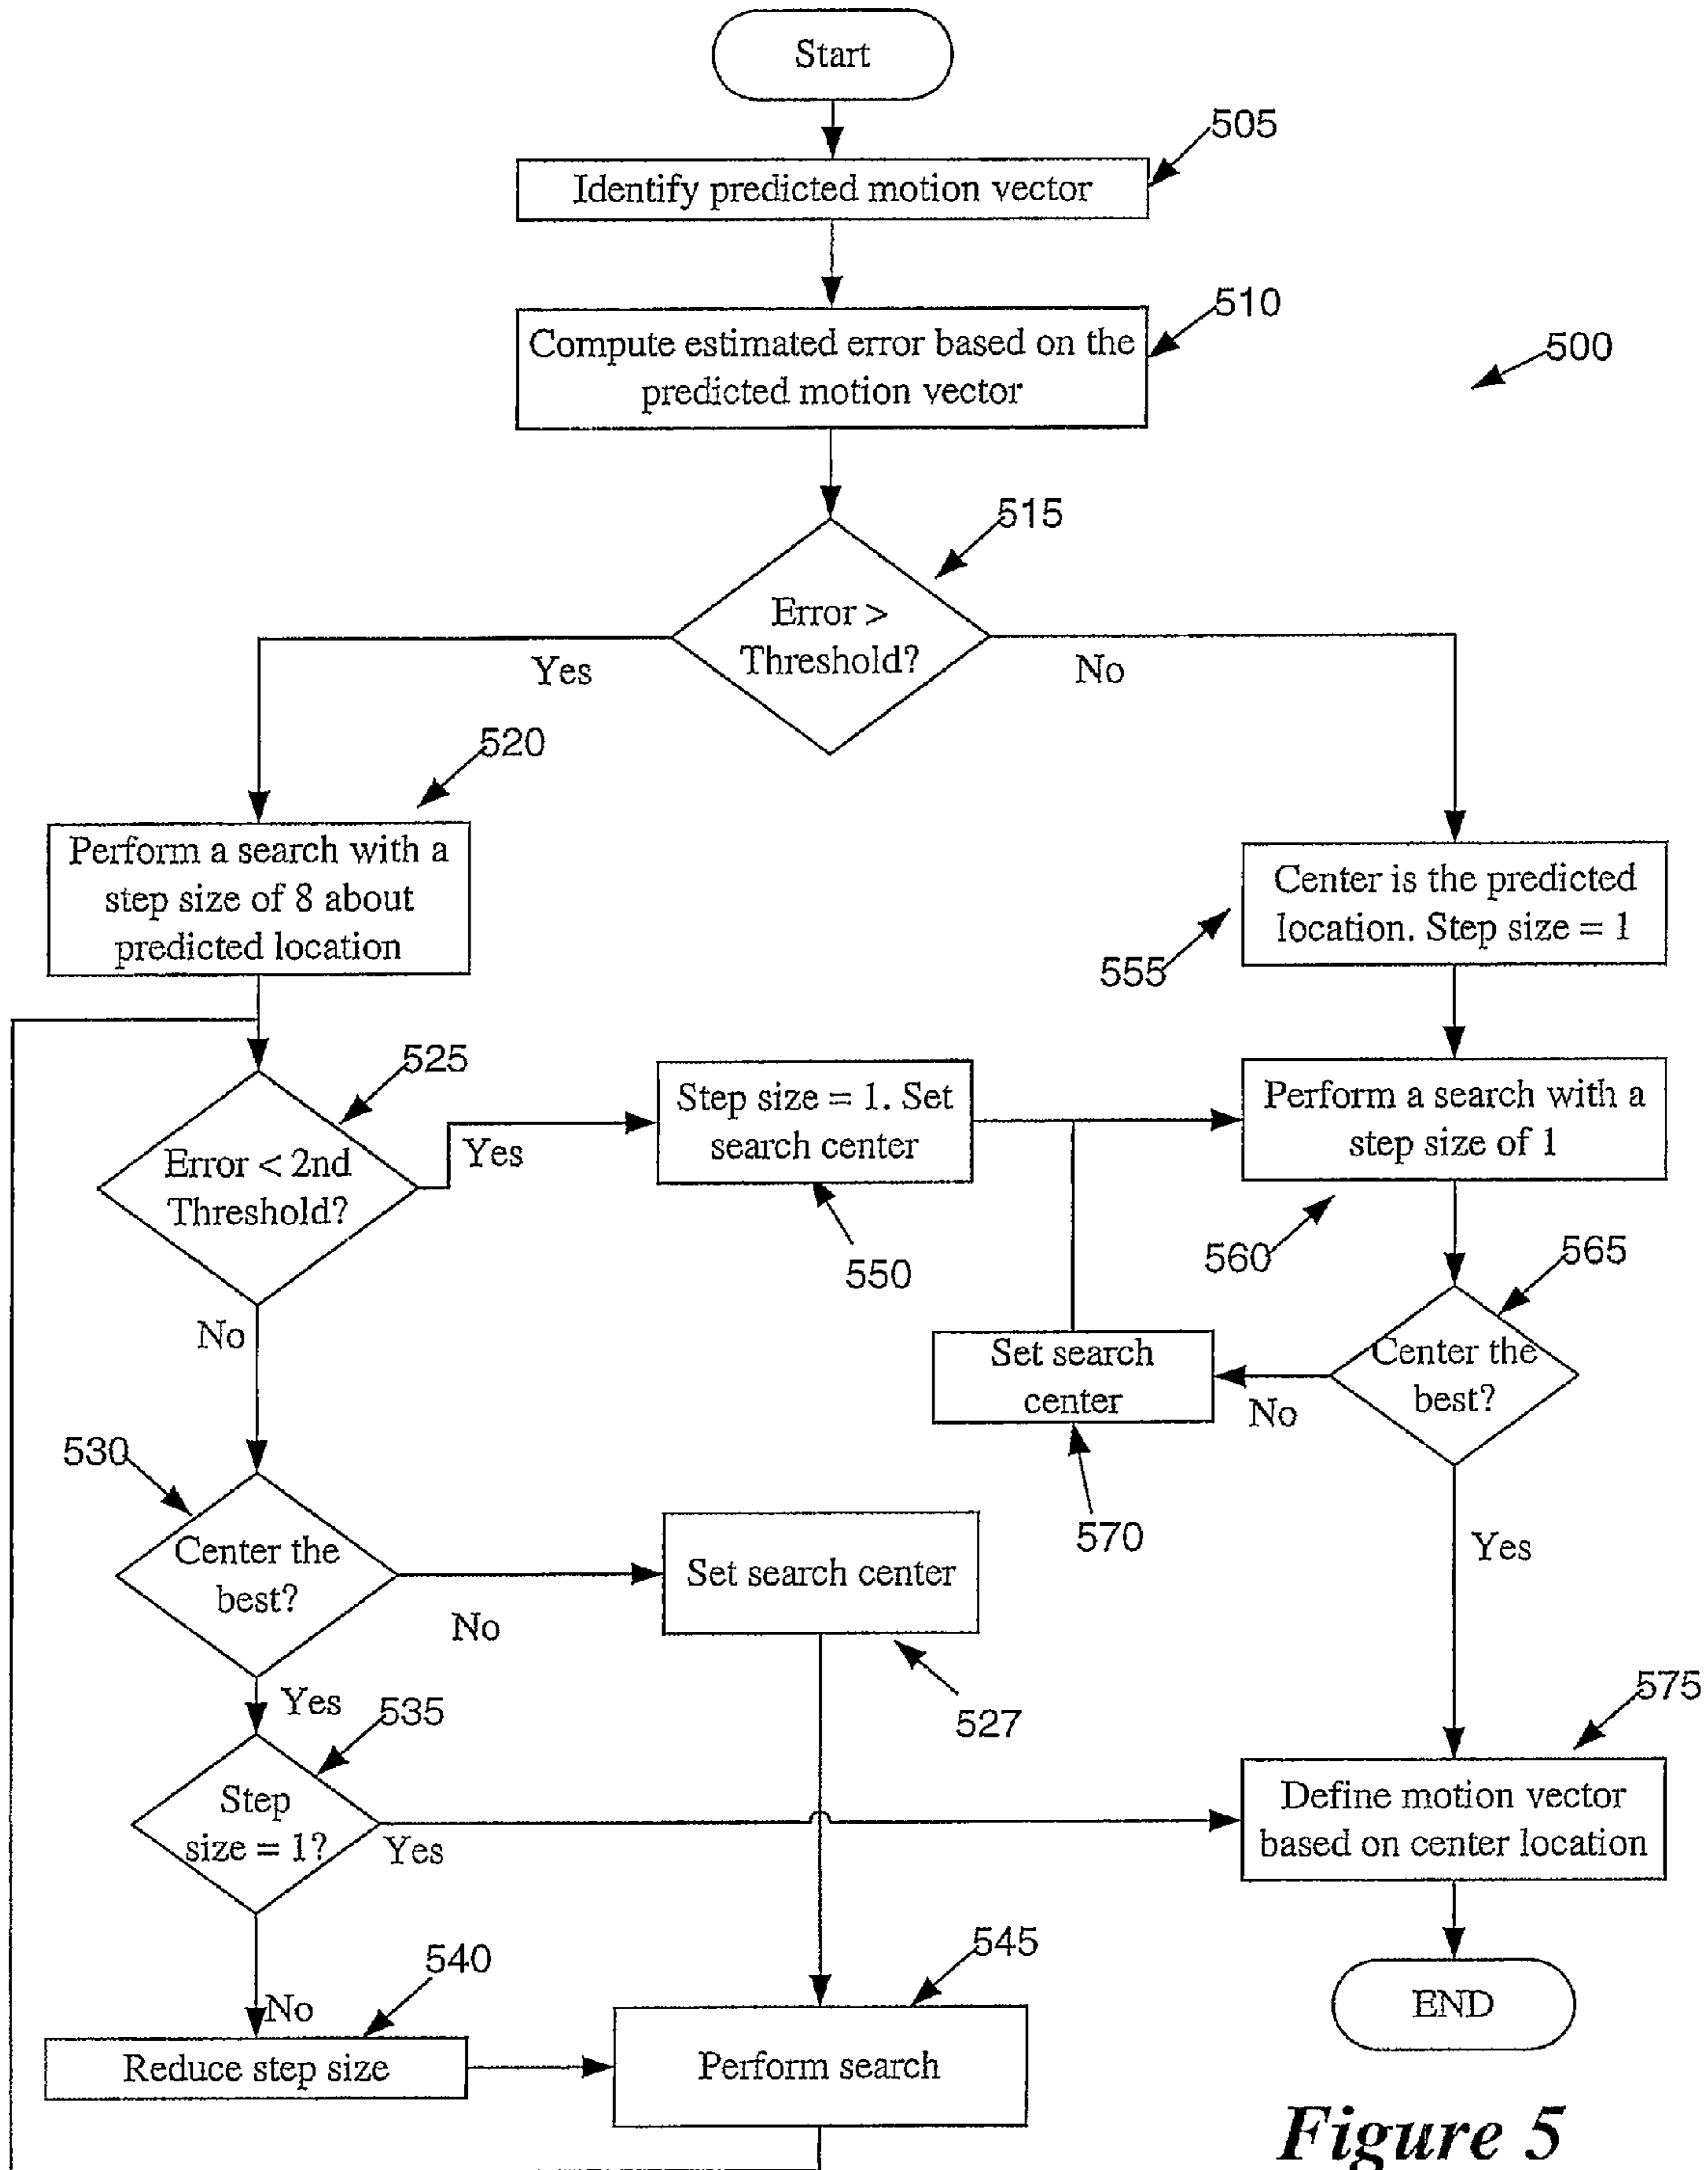 Start
505
Identify predicted motion vector
510
Compute estimated error based on the
predicted motion vector
500
515
Error >
Threshold?
Yes
No
520
Perform a search with a
step size of 8 about
predicted location
Center is the predicted
location. Step size = 1
555
525
Error < 2nd
Threshold?
Yes
Step size = 1. Set
search center
550
Perform a search with a
step size of 1
560
565
No
Set search
center
Center the
best?
No
570
530
Center the
best?
No
Set search center
527
Yes
Yes
535
575
Step
size = 1?
Yes
Define motion vector
based on center location
540
No
545
Reduce step size
Perform search
END
Figure 5